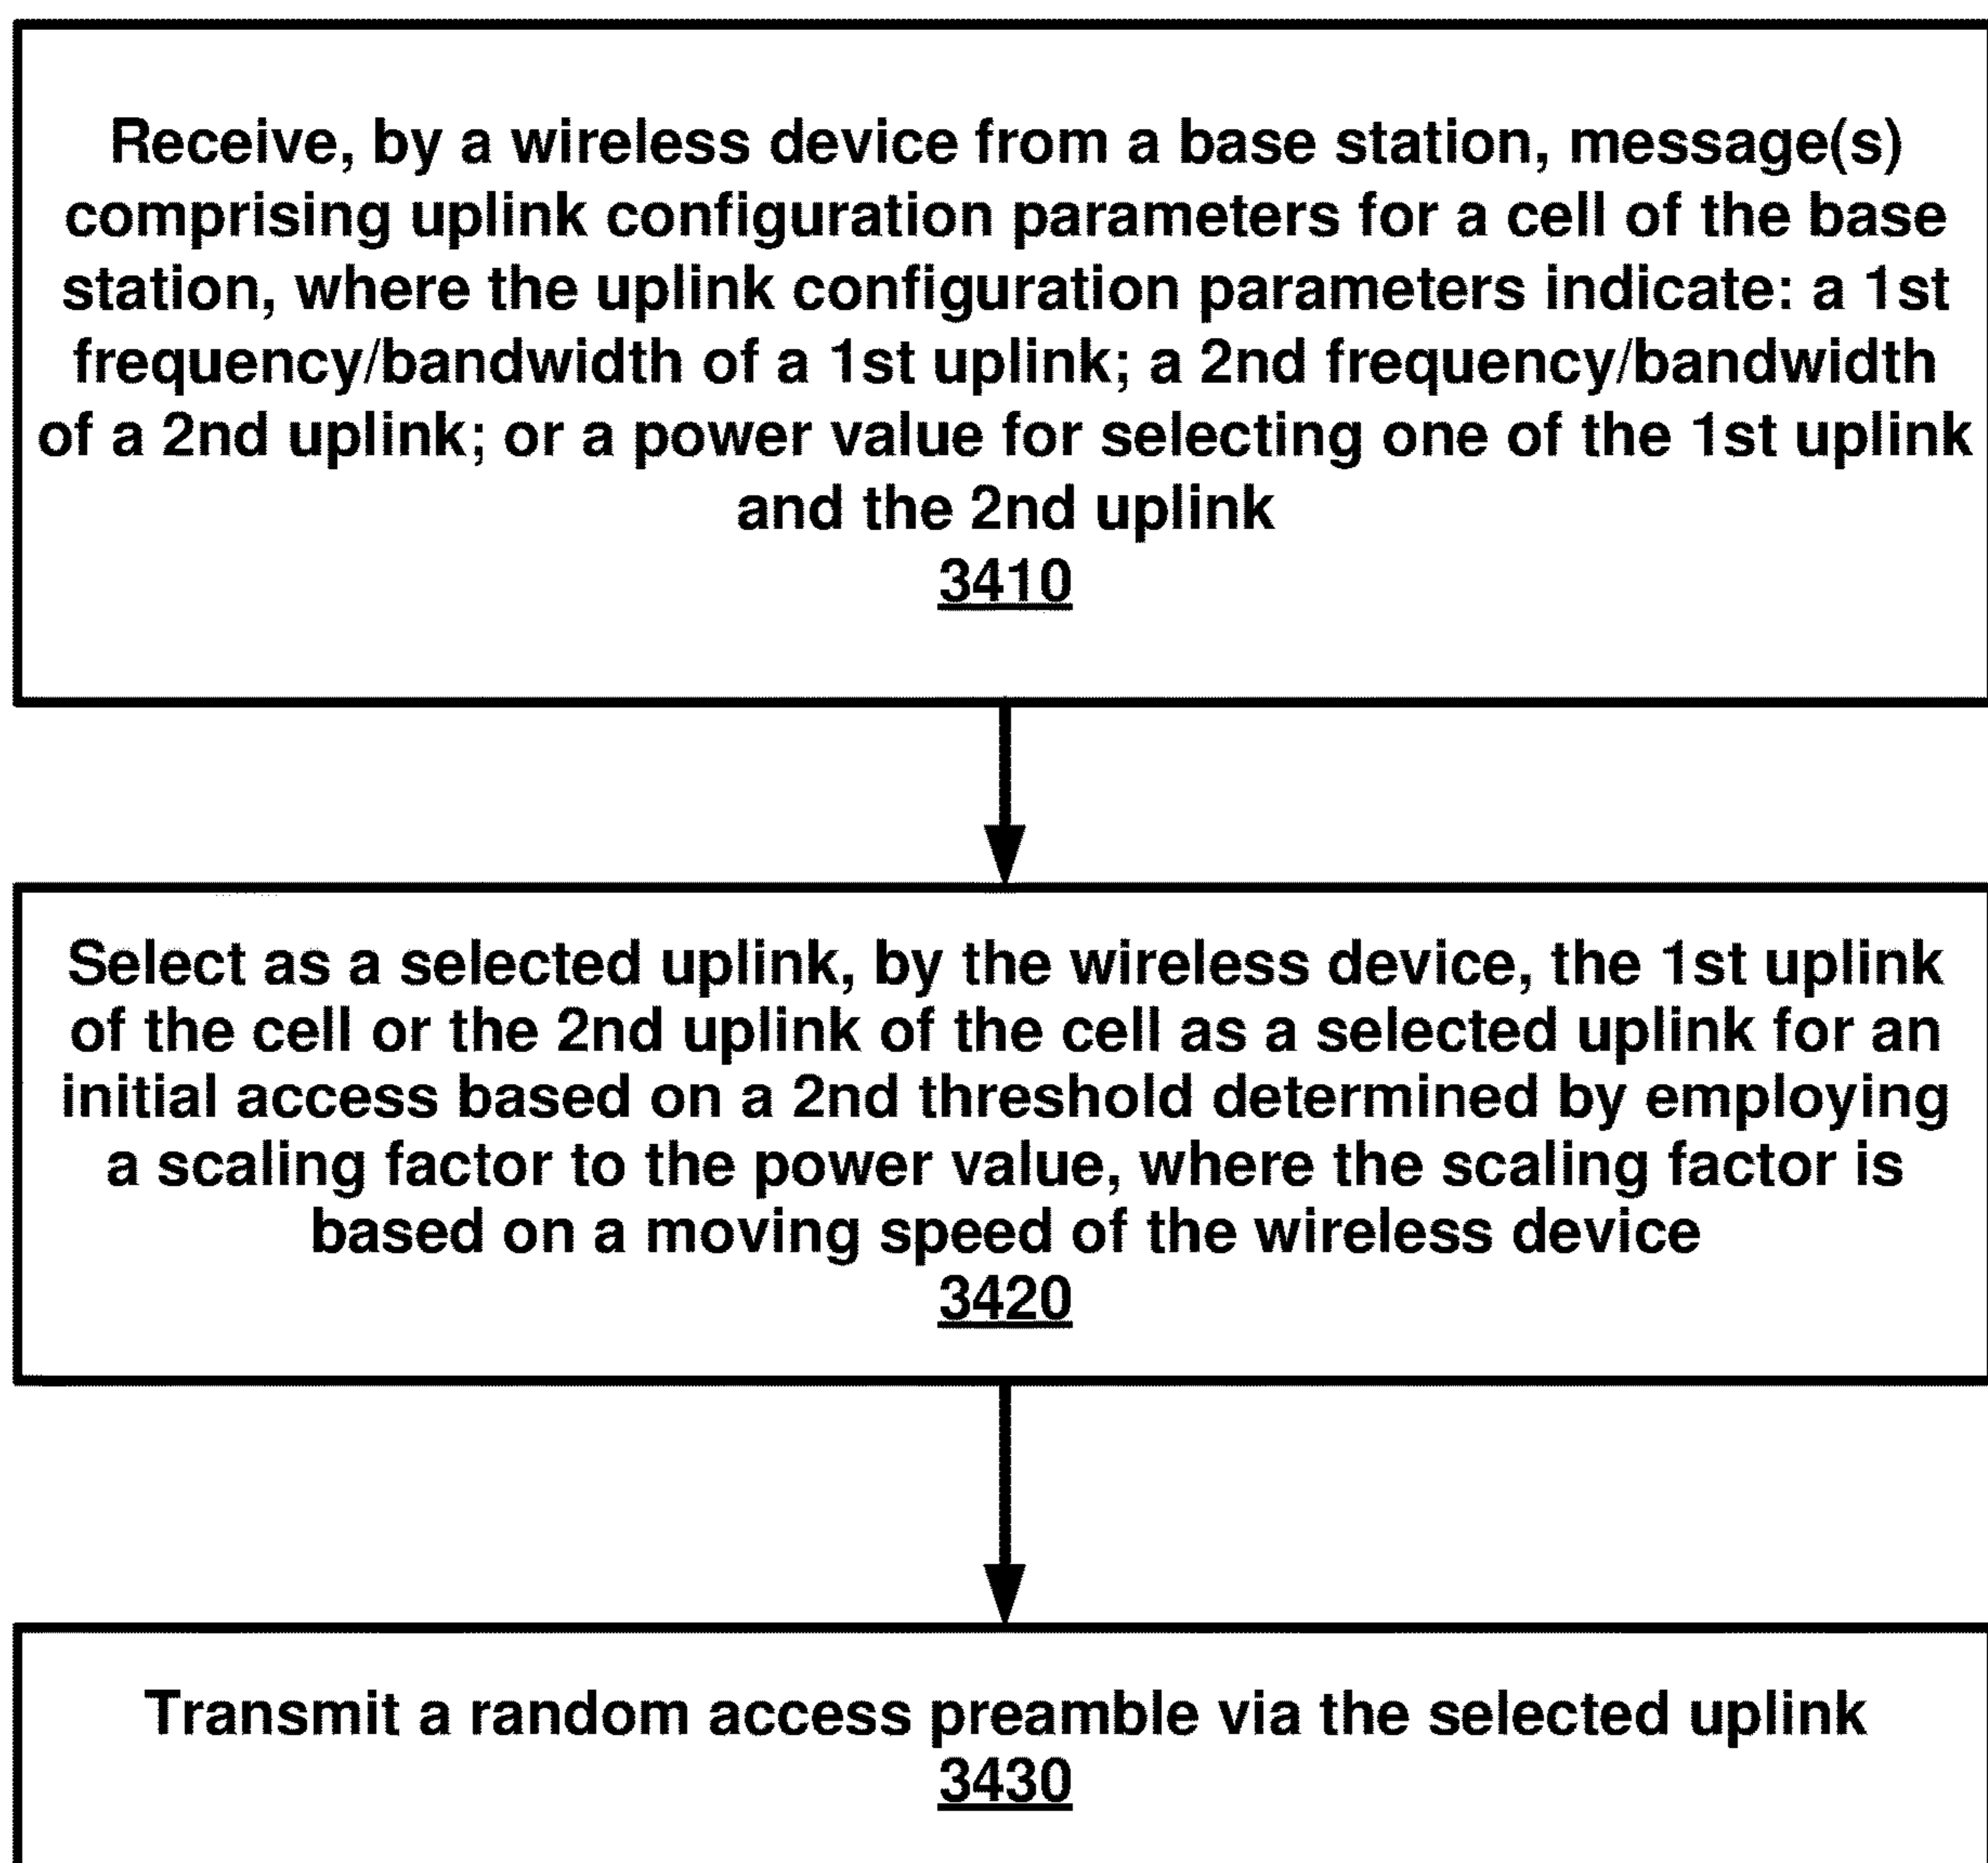 Receive, by a wireless device from a base station, message(s)
comprising uplink configuration parameters for a cell of the base
station, where the uplink configuration parameters indicate: a 1st
frequency/bandwidth of a 1st uplink; a 2nd frequency/bandwidth
of a 2nd uplink; or a power value for selecting one of the 1st uplink
and the 2nd uplink
3410
Select as a selected uplink, by the wireless device, the 1st uplink
of the cell or the 2nd uplink of the cell as a selected uplink for an
initial access based on a 2nd threshold determined by employing
a scaling factor to the power value, where the scaling factor is
based on a moving speed of the wireless device
3420
Transmit a random access preamble via the selected uplink
3430